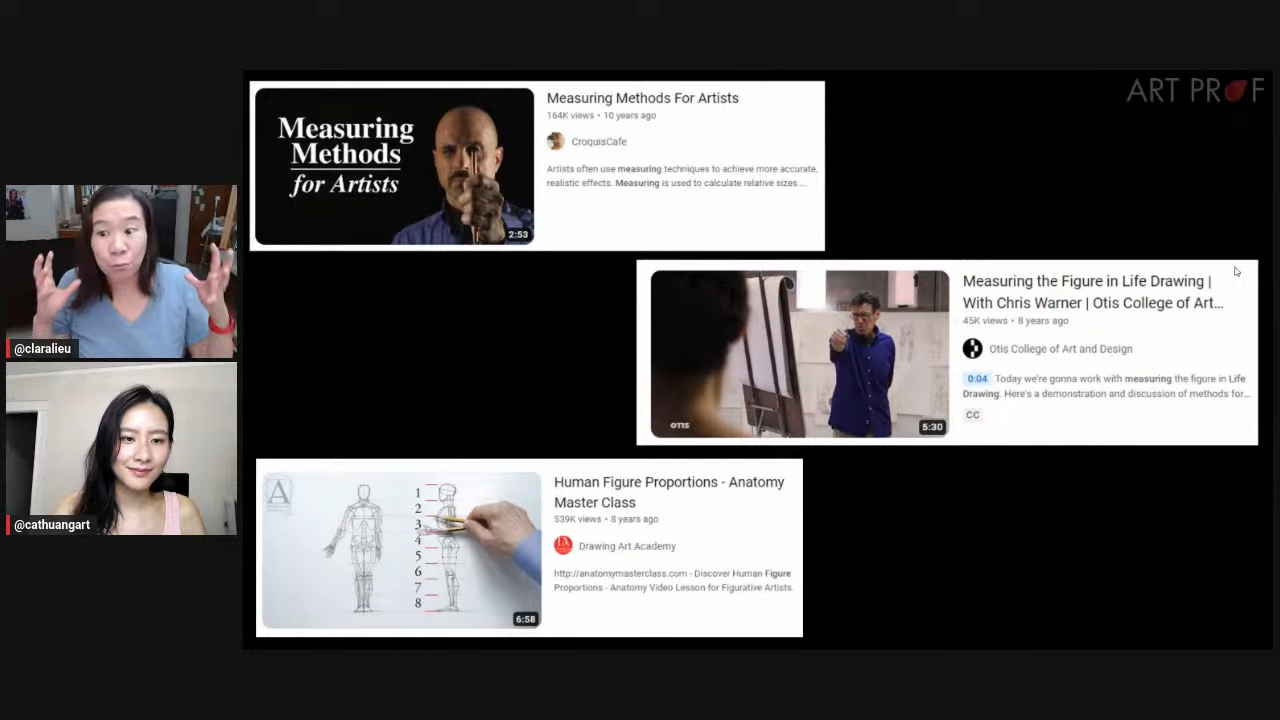 ART PROF
Measuring
Methods
for Artists
2:53
Measuring Methods For Artists
164K views • 10 years ago
CroquisCafe
Artists often use measuring techniques to achieve more accurate,
realistic effects. Measuring is used to calculate relative sizes ...
@claralieu
OTIS
5:30
Measuring the Figure in Life Drawing |
With Chris Warner | Otis College of Art...
45K views • 8 years ago
Otis College of Art and Design
0:04 Today we're gonna work with measuring the figure in Life
Drawing. Here's a demonstration and discussion of methods for...
CC
@cathuangart
A
1
2
3
4
5
6
7
8
6:58
Human Figure Proportions - Anatomy
Master Class
539K views • 8 years ago
Drawing Art Academy
http://anatomymasterclass.com - Discover Human Figure
Proportions - Anatomy Video Lesson for Figurative Artists.